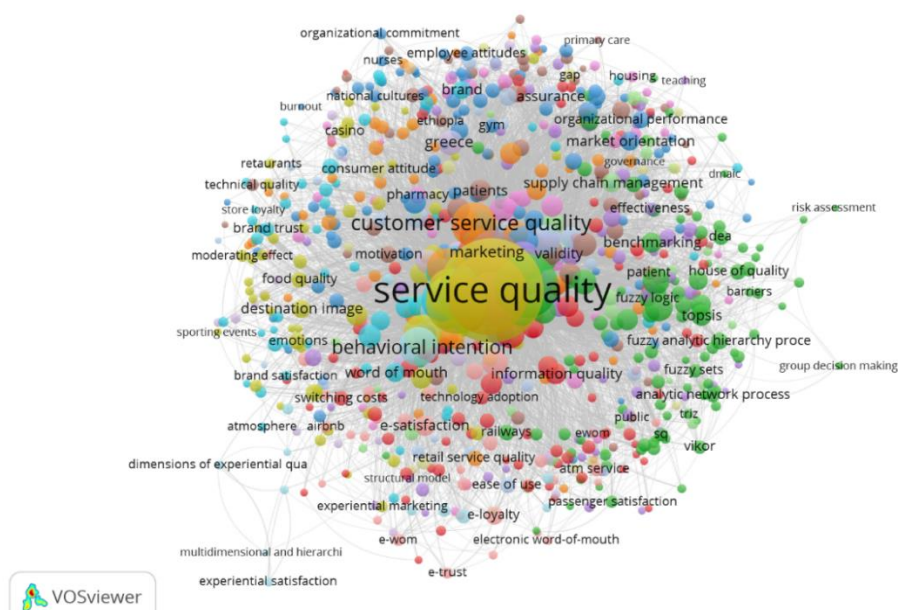 organizational commitment
primary care
nurses
employee attitudes
gap
housing
teaching
brand
national cultures
assurance
burnout
ethiopia
gym
organizational performance
casino
greece
market orientation
retaurants
consumer attitude
governance
dmaic
technical quality
pharmacy
patients
supply chain management
store loyalty
effectiveness
risk assessment
brand trust
customer service quality
benchmarking
dea
moderating effect
motivation
marketing
validity
food quality
patient
house of quality
service quality
fuzzy logic
barriers
destination image
topsis
sporting events
emotions
behavioral intention
fuzzy analytic hierarchy proce
brand satisfaction
word of mouth
information quality
fuzzy sets
group decision making
switching costs
technology adoption
analytic network process
atmosphere
airbnb
e-satisfaction
railways
ewom
public
triz
sq
vikor
dimensions of experiential qua
retail service quality
atm service
structural model
ease of use
experiential marketing
e-loyalty
passenger satisfaction
e-wom
electronic word-of-mouth
multidimensional and hierarchi
experiential satisfaction
e-trust
VOSviewer